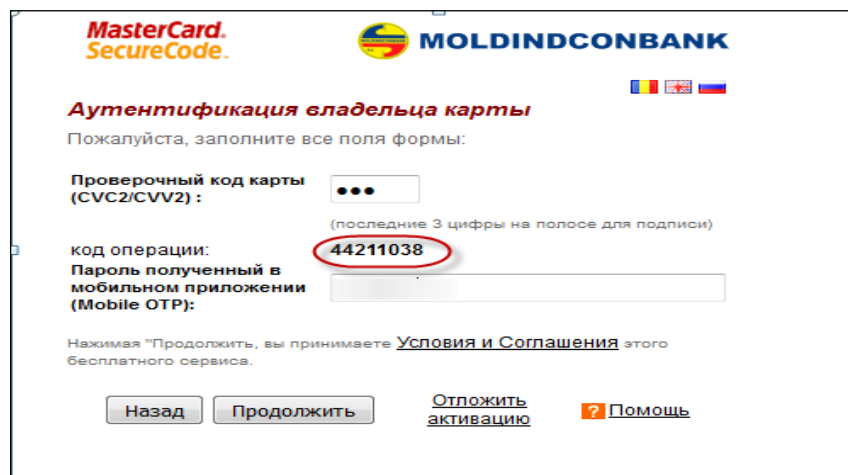 MasterCard.
SecureCode.
MOLDINDCONBANK
Аутентификация владельца карты
Пожалуйста, заполните все поля формы:
Проверочный код карты
(CVC2/CVV2) :
●●●
(последние 3 цифры на полосе для подписи)
код операции:
44211038
Пароль полученный в
мобильном приложении
(Mobile OTP):
Нажимая "Продолжить, вы принимаете Условия и Соглашения этого
бесплатного сервиса.
Назад
Продолжить
Отложить
активацию
? Помощь